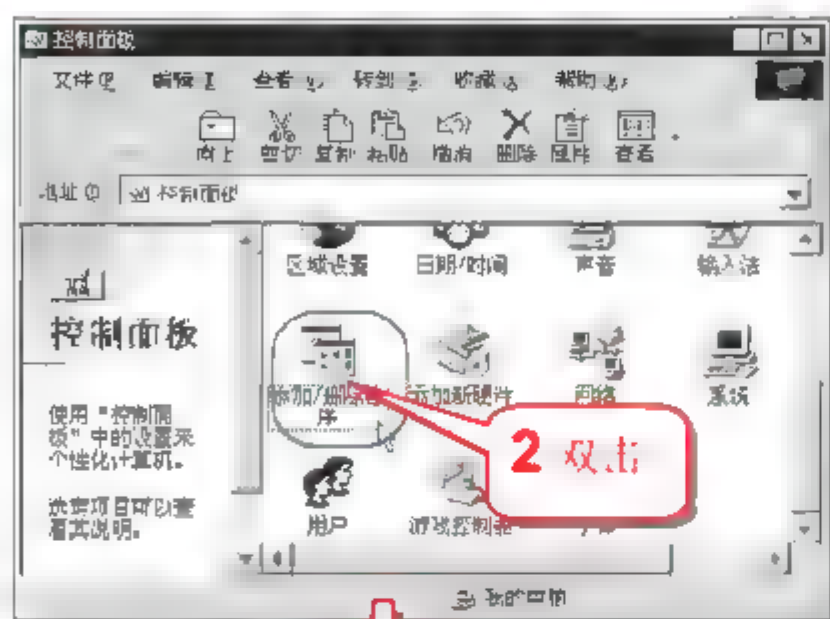 控制面板
文件 编辑 查看 转到 收藏 帮助
向上 剪切 复制 粘贴 撤消 删除 属性 查看
地址 控制面板
区域设置 日期/时间 声音 输入法
控制面板
添加/删除 添加新硬件 网络 系统
序
使用“控制面
板”中的设置来
个性化计算机。
2 双击
选定项目可以查
看其说明。
用户 游戏控制器
我的电脑